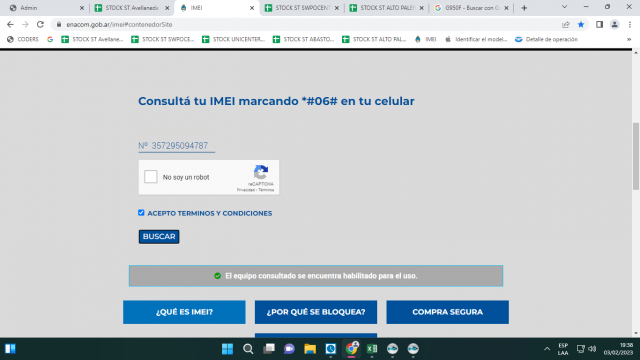 Admin
STOCK ST Avellaneda
IMEI
STOCK ST SWPOCENT
STOCK ST ALTO PALER
G950F - Buscar con G
enacom.gob.ar/imei#contenedorSite
CODERS
STOCK ST Avellane...
STOCK ST SWPOCE...
STOCK UNICENTER...
STOCK ST ABASTO...
STOCK ST ALTO PAL...
IMEI
Identificar el model...
Detalle de operación
Consultá tu IMEI marcando *#06# en tu celular
Nº 357295094787
No soy un robot
reCAPTCHA
Privacidad - Términos
ACEPTO TERMINOS Y CONDICIONES
BUSCAR
El equipo consultado se encuentra habilitado para el uso.
¿QUÉ ES IMEI?
¿POR QUÉ SE BLOQUEA?
COMPRA SEGURA
ESP
LAA
19:38
03/02/2023